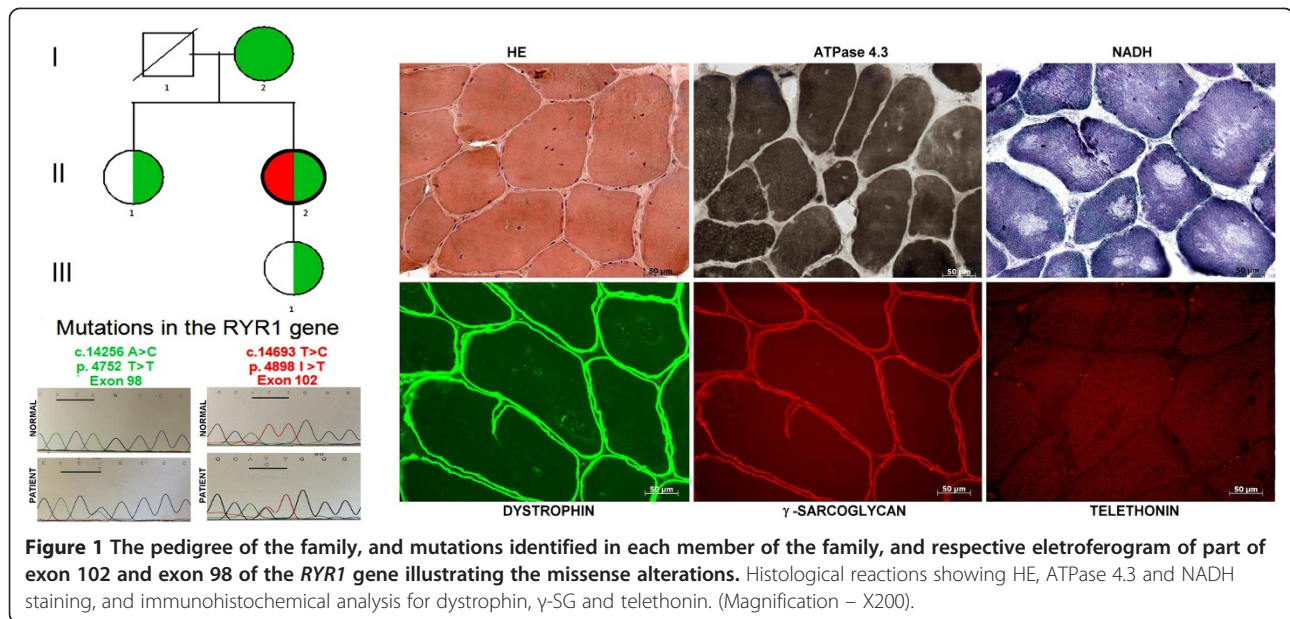 I
1
2
II
1
2
III
1
Mutations in the RYR1 gene
c.14256 A>C
p. 4752 T>T
Exon 98
c.14693 T>C
p. 4898 I >T
Exon 102
NORMAL
PATIENT
NORMAL
PATIENT
G C A T T G G G
C
HE
ATPase 4.3
NADH
50 µm
50 µm
50 µm
50 µm
50 µm
50 µm
DYSTROPHIN
γ -SARCOGLYCAN
TELETHONIN
Figure 1 The pedigree of the family, and mutations identified in each member of the family, and respective eletroferogram of part of
exon 102 and exon 98 of the RYR1 gene illustrating the missense alterations. Histological reactions showing HE, ATPase 4.3 and NADH
staining, and immunohistochemical analysis for dystrophin, γ-SG and telethonin. (Magnification – X200).